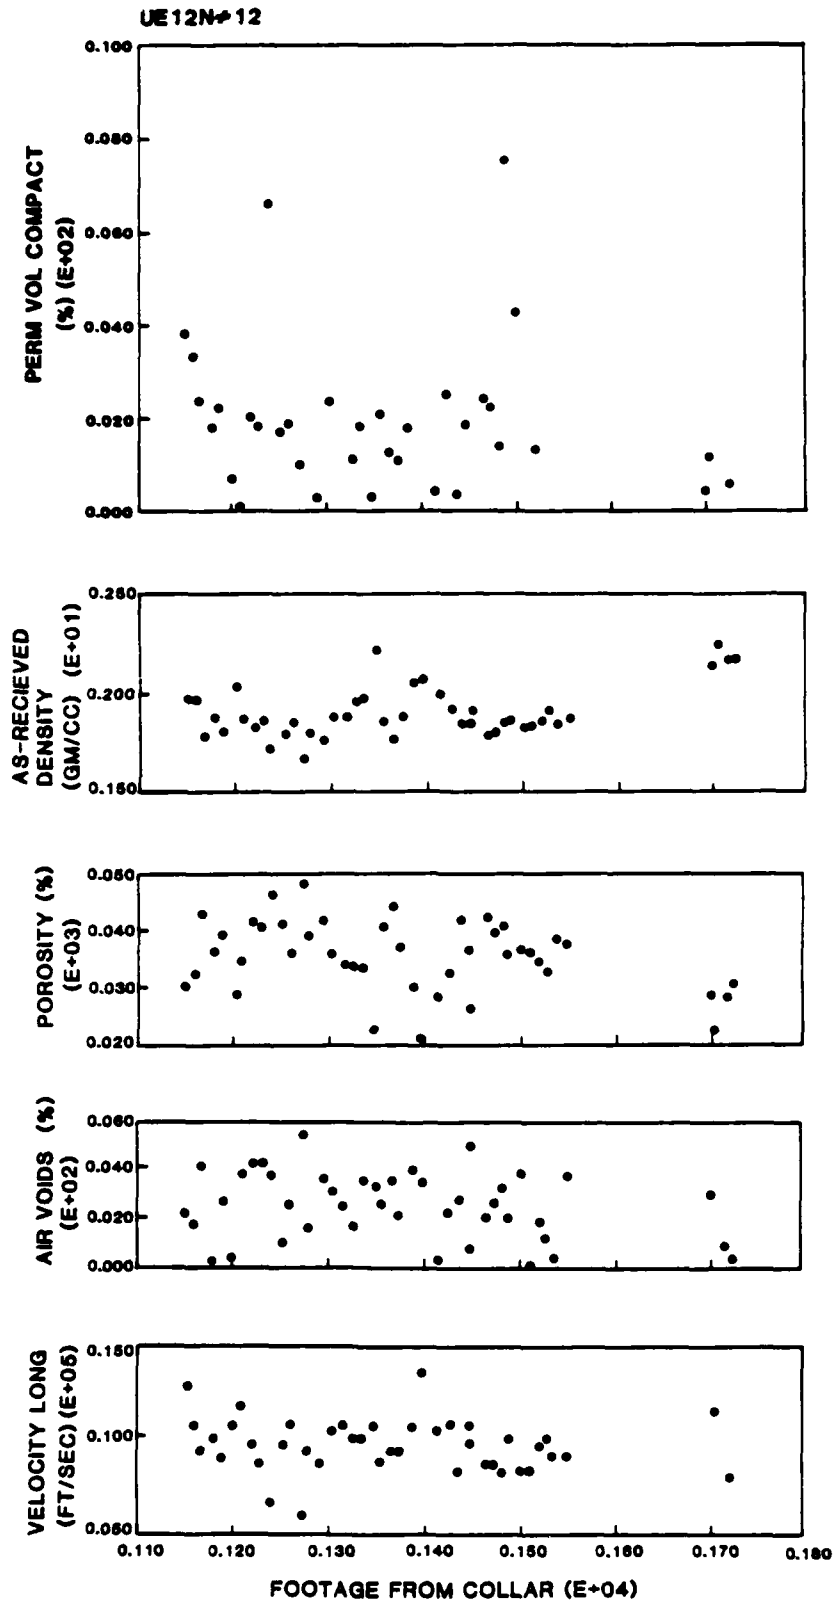 UE12N#12
PERM VOL COMPACT
(%) (E+02)
0.100
0.080
0.060
0.040
0.020
0.000
AS-RECIEVED
DENSITY
(GM/CC) (E+01)
0.250
0.200
0.150
POROSITY (%)
(E+03)
0.050
0.040
0.030
0.020
AIR VOIDS (%)
(E+02)
0.060
0.040
0.020
0.000
VELOCITY LONG
(FT/SEC) (E+05)
0.150
0.100
0.050
0.110 0.120 0.130 0.140 0.150 0.160 0.170 0.180
FOOTAGE FROM COLLAR (E+04)